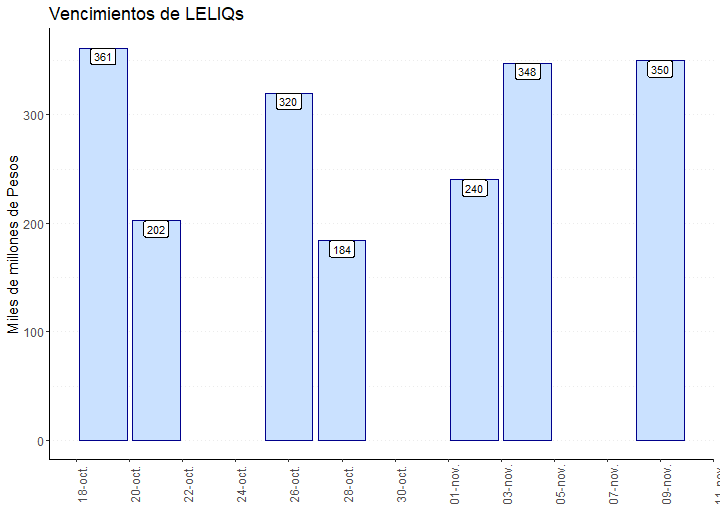 Vencimientos de LELIQs
Miles de millones de Pesos
300
200
100
0
361
202
320
184
240
348
350
18-oct.
20-oct.
22-oct.
24-oct.
26-oct.
28-oct.
30-oct.
01-nov.
03-nov.
05-nov.
07-nov.
09-nov.
11-nov.